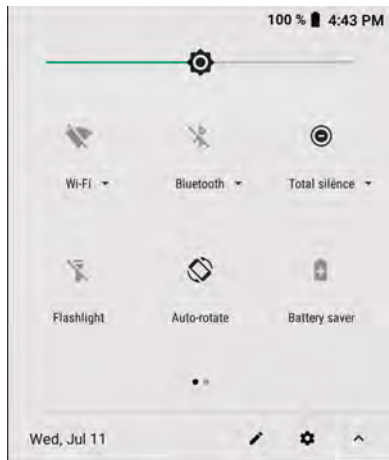 100 % 4:43 PM
Wi-Fi Bluetooth Total silence
Flashlight Auto-rotate Battery saver
Wed, Jul 11